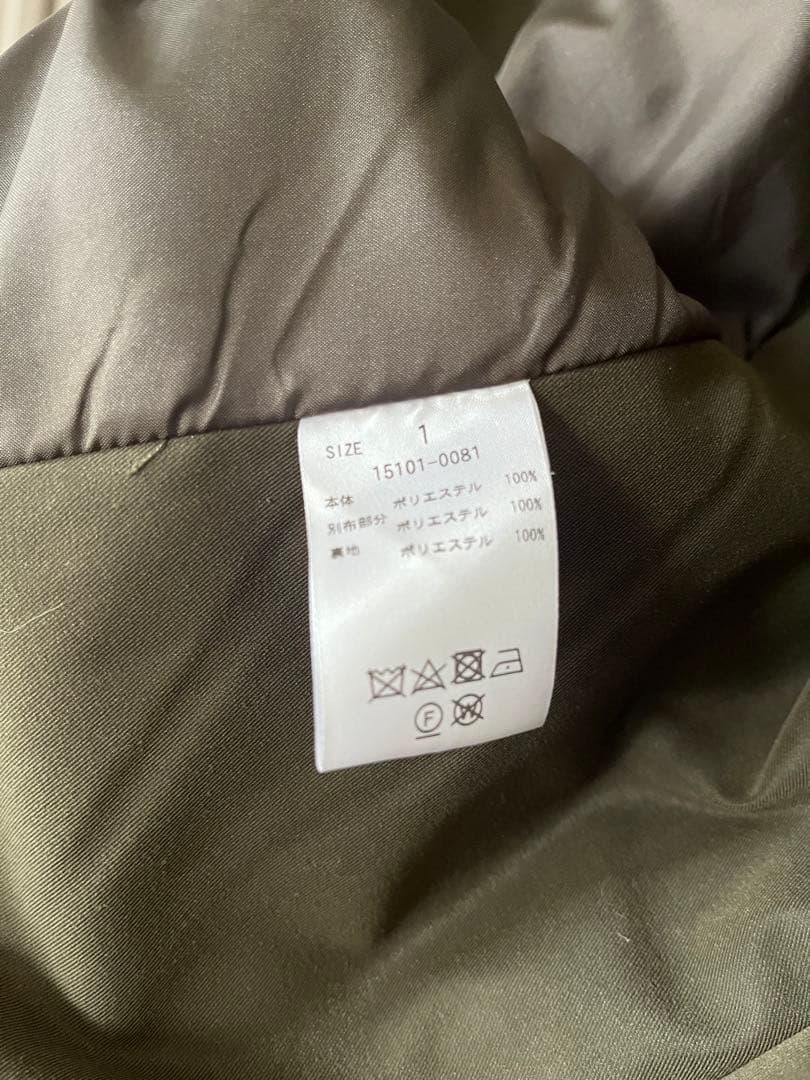 SIZE 1
15101-0081
本体 ポリエステル 100%
別布部分 ポリエステル 100%
裏地 ポリエステル 100%
F W